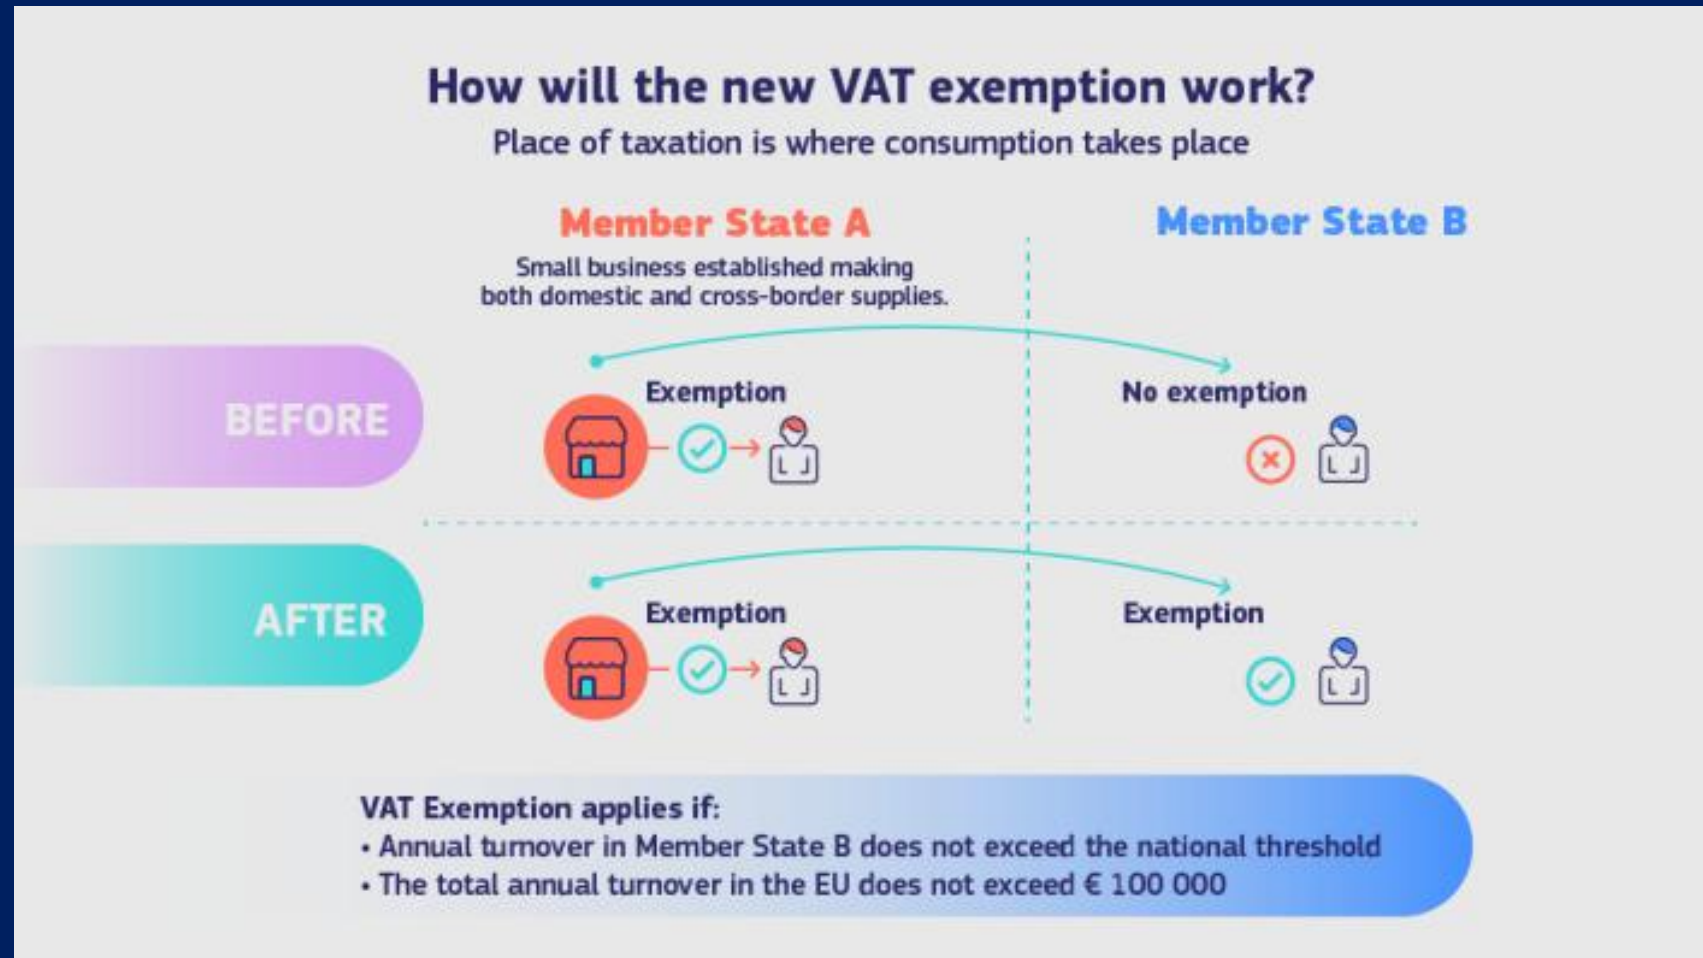 How will the new VAT exemption work?
Place of taxation is where consumption takes place
Member State A
Member State B
Small business established making
both domestic and cross-border supplies.
BEFORE
Exemption
No exemption
AFTER
Exemption
Exemption
VAT Exemption applies if:
• Annual turnover in Member State B does not exceed the national threshold
• The total annual turnover in the EU does not exceed € 100 000